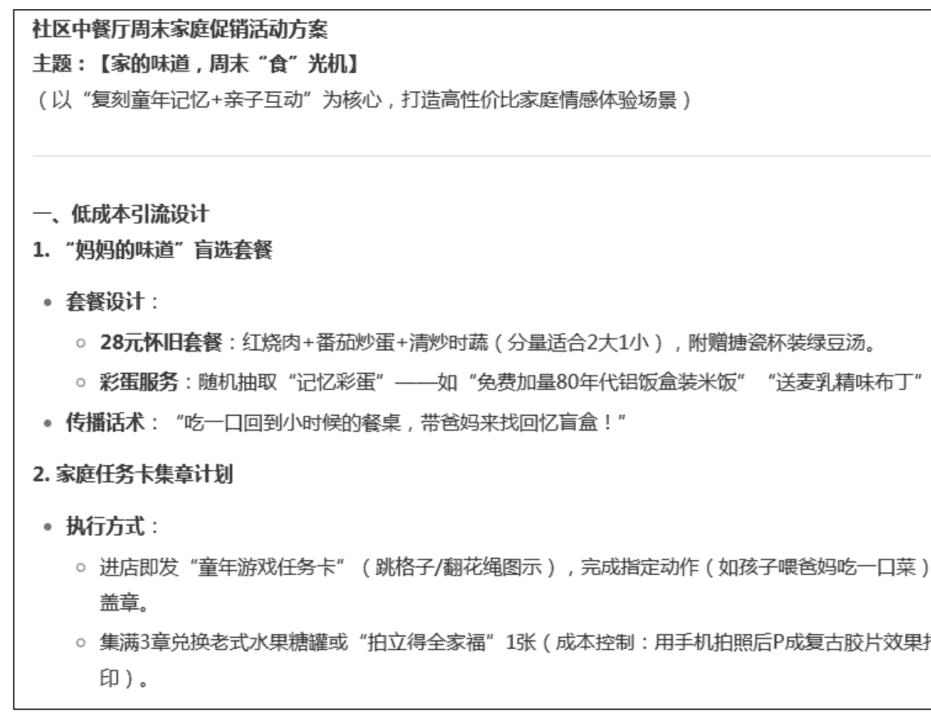 社区中餐厅周末家庭促销活动方案
主题：【家的味道，周末“食”光机】
（以“复刻童年记忆+亲子互动”为核心，打造高性价比家庭情感体验场景）
一、低成本引流设计
1. “妈妈的味道”盲选套餐
• 套餐设计：
○ 28元怀旧套餐：红烧肉+番茄炒蛋+清炒时蔬（分量适合2大1小），附赠搪瓷杯装绿豆汤。
○ 彩蛋服务：随机抽取“记忆彩蛋”——如“免费加量80年代铝饭盒装米饭”“送麦乳精味布丁”
• 传播话术：“吃一口回到小时候的餐桌，带爸妈来找回忆盲盒！”
2. 家庭任务卡集章计划
• 执行方式：
○ 进店即发“童年游戏任务卡”（跳格子/翻花绳图示），完成指定动作（如孩子喂爸妈吃一口菜）
盖章。
○ 集满3章兑换老式水果糖罐或“拍立得全家福”1张（成本控制：用手机拍照后P成复古胶片效果
印）。